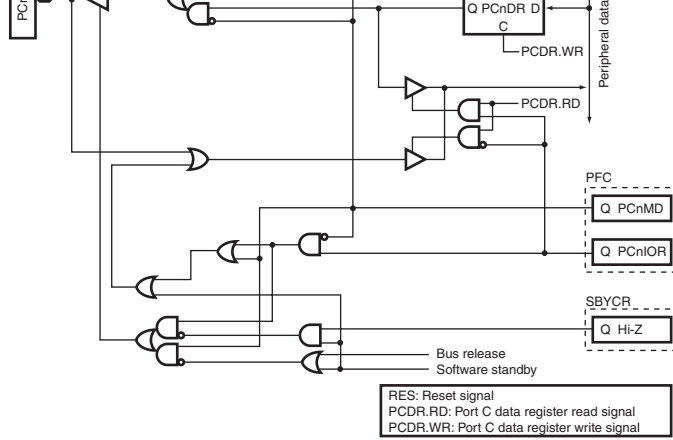 Q PCnDR D
C
PCDR.WR
Peripheral data
PCDR.RD
PFC
Q PCnMD
Q PCnIOR
SBYCR
Q Hi-Z
Bus release
Software standby
RES: Reset signal
PCDR.RD: Port C data register read signal
PCDR.WR: Port C data register write signal